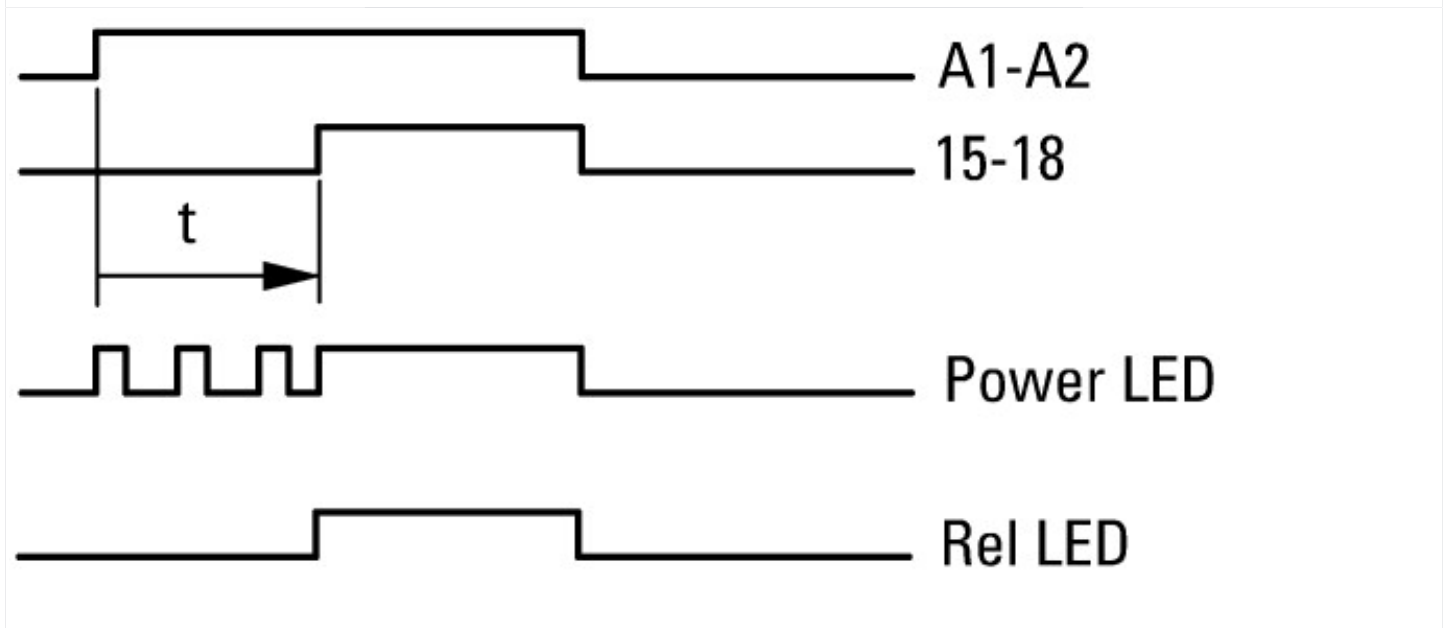 A1-A2
15-18
t
Power LED
Rel LED